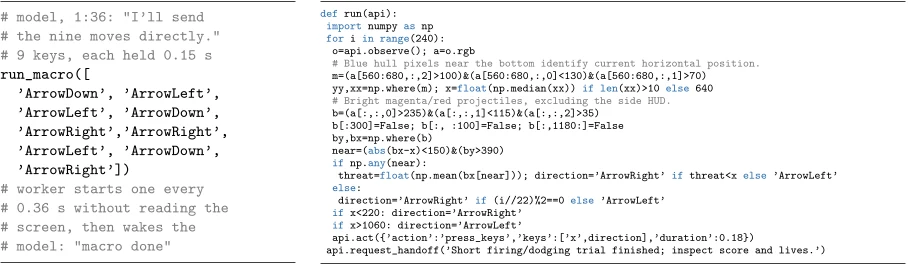 # model, 1:36: "I'll send
# the nine moves directly."
# 9 keys, each held 0.15 s
run_macro([
'ArrowDown', 'ArrowLeft',
'ArrowLeft', 'ArrowDown',
'ArrowRight','ArrowRight',
'ArrowLeft', 'ArrowDown',
'ArrowRight'])
# worker starts one every
# 0.36 s without reading the
# screen, then wakes the
# model: "macro done"
def run(api):
import numpy as np
for i in range(240):
o=api.observe(); a=o.rgb
# Blue hull pixels near the bottom identify current horizontal position.
m=(a[560:680,:,2]>100)&(a[560:680,:,0]<130)&(a[560:680,:,1]>70)
yy,xx=np.where(m); x=float(np.median(xx)) if len(xx)>10 else 640
# Bright magenta/red projectiles, excluding the side HUD.
b=(a[:,:,0]>235)&(a[:,:,1]<115)&(a[:,:,2]>35)
b[:300]=False; b[:, :100]=False; b[:,1180:]=False
by,bx=np.where(b)
near=(abs(bx-x)<150)&(by>390)
if np.any(near):
threat=float(np.mean(bx[near])); direction='ArrowRight' if threat<x else 'ArrowLeft'
else:
direction='ArrowRight' if (i//22)%2==0 else 'ArrowLeft'
if x<220: direction='ArrowRight'
if x>1060: direction='ArrowLeft'
api.act({'action':'press_keys','keys':['x',direction],'duration':0.18})
api.request_handoff('Short firing/dodging trial finished; inspect score and lives.')